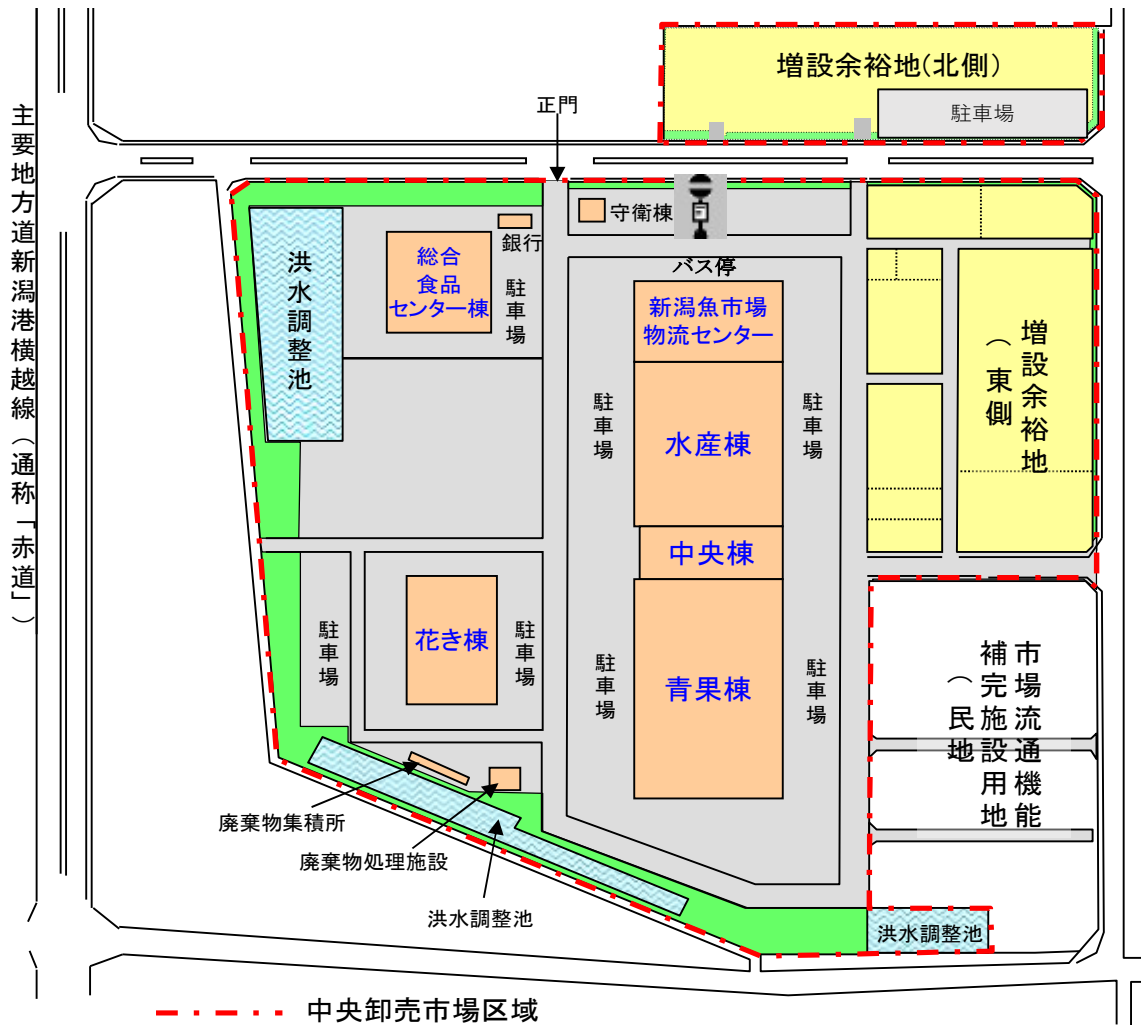 増設余裕地(北側)
駐車場
正門
主要地方道新潟港横越線（通称「赤道」）
守衛棟
銀行
バス停
総合
食品
センター棟
駐車場
洪水調整池
新潟魚市場
物流センター
増設余裕地
（東側
駐車場
水産棟
駐車場
中央棟
花き棟
駐車場
駐車場
青果棟
駐車場
駐車場
市場流通機能
補完施設用地
（民地
廃棄物集積所
廃棄物処理施設
洪水調整池
洪水調整池
中央卸売市場区域